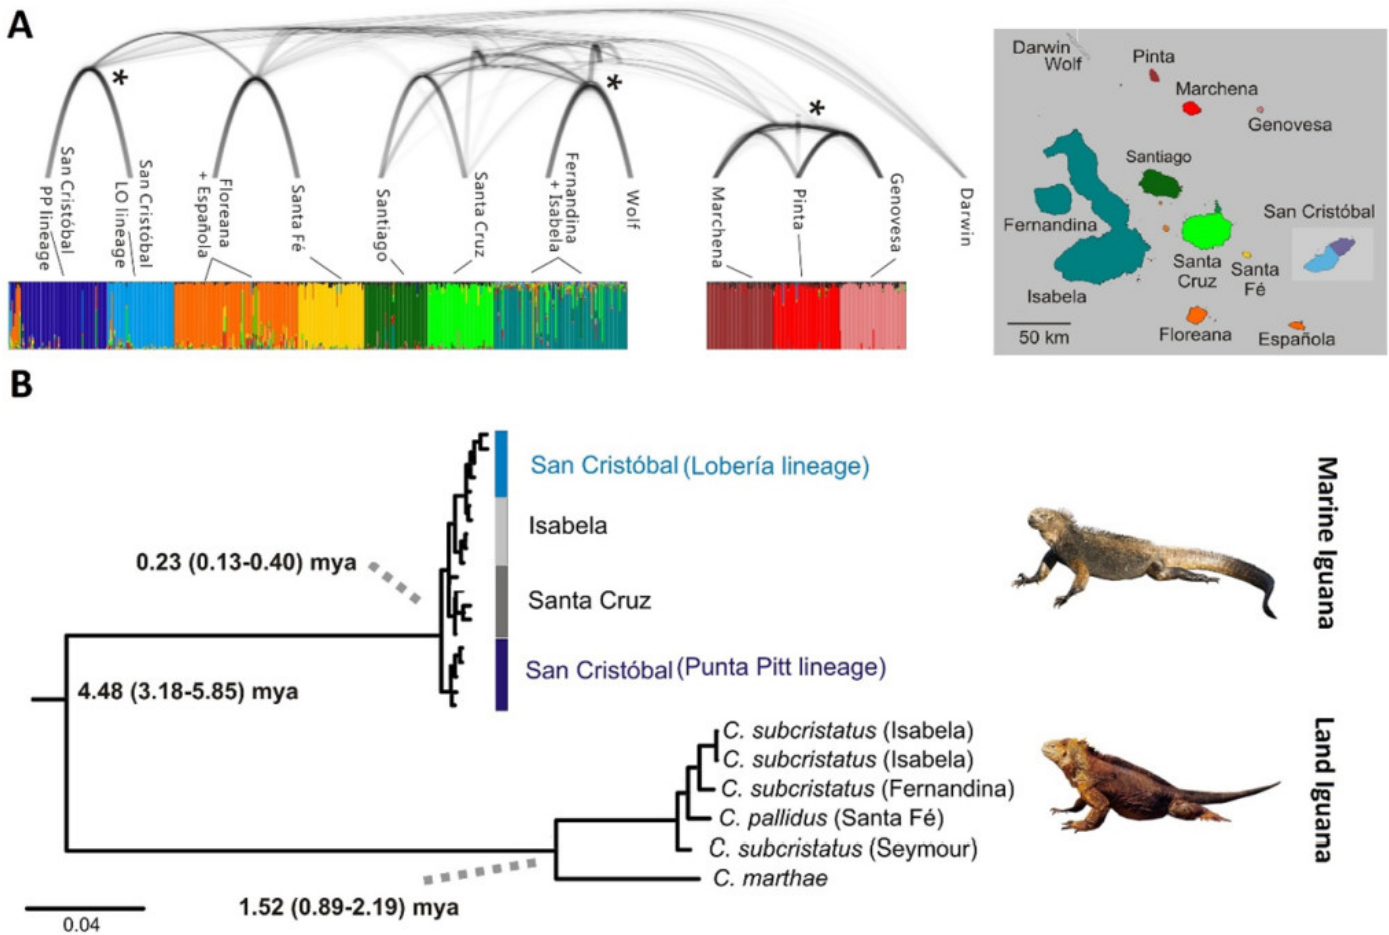 A
*
*
*
San Cristóbal
PP lineage
San Cristóbal
LO lineage
Floreana
+ Española
Santa Fé
Santiago
Santa Cruz
Fernandina
+ Isabela
Wolf
Marchena
Pinta
Genovesa
Darwin
Darwin
Wolf
Pinta
Marchena
Genovesa
Santiago
Fernandina
San Cristóbal
Santa
Cruz
Santa
Fé
Isabela
50 km
Floreana
Española
B
San Cristóbal (Lobería lineage)
Isabela
0.23 (0.13-0.40) mya
Santa Cruz
San Cristóbal (Punta Pitt lineage)
4.48 (3.18-5.85) mya
Marine Iguana
C. subcristatus (Isabela)
C. subcristatus (Isabela)
C. subcristatus (Fernandina)
C. pallidus (Santa Fé)
C. subcristatus (Seymour)
C. marthae
Land Iguana
1.52 (0.89-2.19) mya
0.04